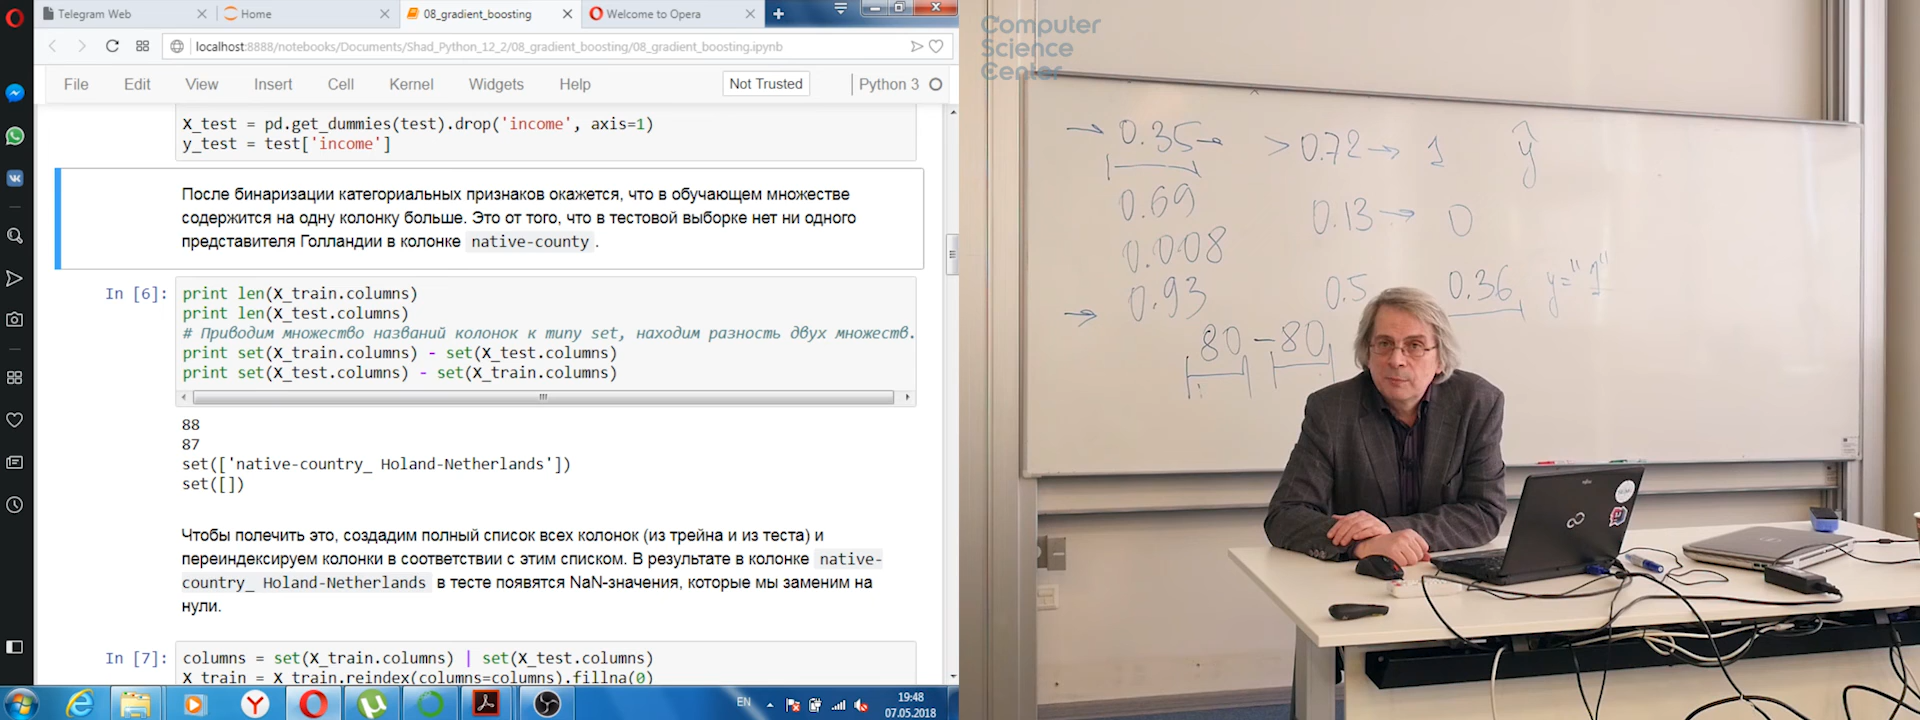 Telegram Web
Home
08_gradient_boosting
Welcome to Opera
localhost:8888/notebooks/Documents/Shad_Python_12_2/08_gradient_boosting/08_gradient_boosting.ipynb
File Edit View Insert Cell Kernel Widgets Help
Not Trusted
Python 3
X_test = pd.get_dummies(test).drop('income', axis=1)
y_test = test['income']
После бинаризации категориальных признаков окажется, что в обучающем множестве
содержится на одну колонку больше. Это от того, что в тестовой выборке нет ни одного
представителя Голландии в колонке native-county .
In [6]:
print len(X_train.columns)
print len(X_test.columns)
# Приводим множество названий колонок к типу set, находим разность двух множеств.
print set(X_train.columns) - set(X_test.columns)
print set(X_test.columns) - set(X_train.columns)
88
87
set(['native-country_ Holand-Netherlands'])
set([])
Чтобы полечить это, создадим полный список всех колонок (из трейна и из теста) и
переиндексируем колонки в соответствии с этим списком. В результате в колонке native-
country_ Holand-Netherlands в тесте появятся NaN-значения, которые мы заменим на
нули.
In [7]:
columns = set(X_train.columns) | set(X_test.columns)
X_train = X_train.reindex(columns=columns).fillna(0)
EN
19:48
07.05.2018
Computer
Science
Center
→ 0.35 → > 0.72 → 1 ŷ
0.69 0.13 → 0
0.008
→ 0.93 0.5 0.36 y="1"
80 - 80
FUJITSU